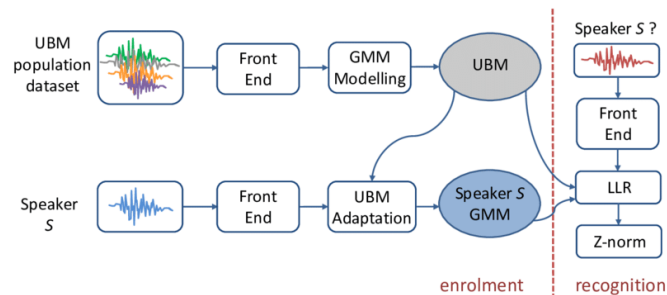 UBM
population
dataset
Front
End
GMM
Modelling
UBM
Speaker S ?
Front
End
LLR
Z-norm
Speaker
S
Front
End
UBM
Adaptation
Speaker S
GMM
enrolment
recognition